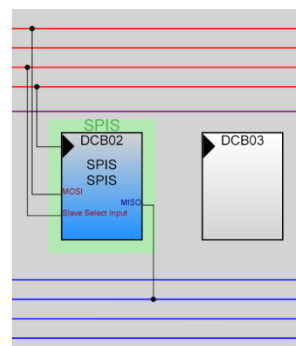 SPIS
DCB02
SPIS
SPIS
MOSI
MISO
Slave Select Input
DCB03